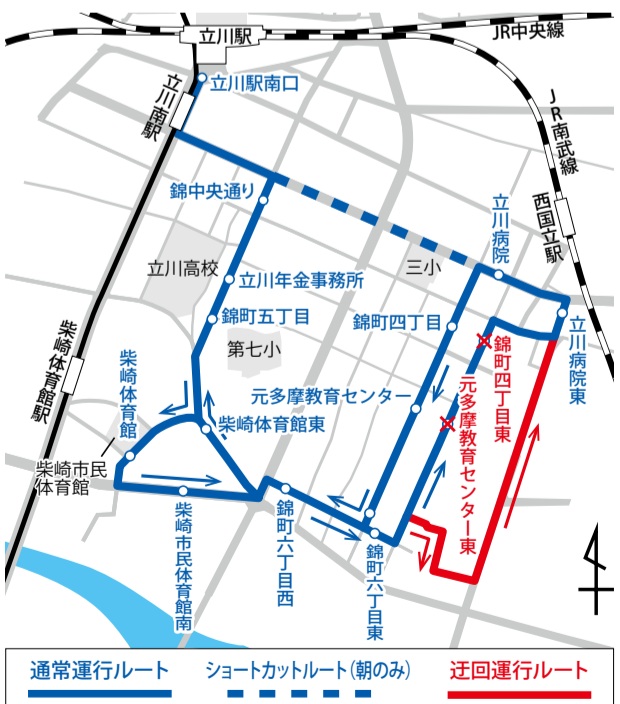 立川駅
JR中央線
立川駅南口
立川南駅
JR南武線
西国立駅
錦中央通り
立川病院
立川高校
三小
立川年金事務所
錦町五丁目
錦町四丁目
立川病院東
第七小
錦町四丁目東
柴崎体育館
元多摩教育センター
元多摩教育センター東
柴崎体育館駅
柴崎体育館東
柴崎市民
体育館
柴崎市民体育館南
錦町六丁目西
錦町六丁目東
通常運行ルート
ショートカットルート(朝のみ)
迂回運行ルート